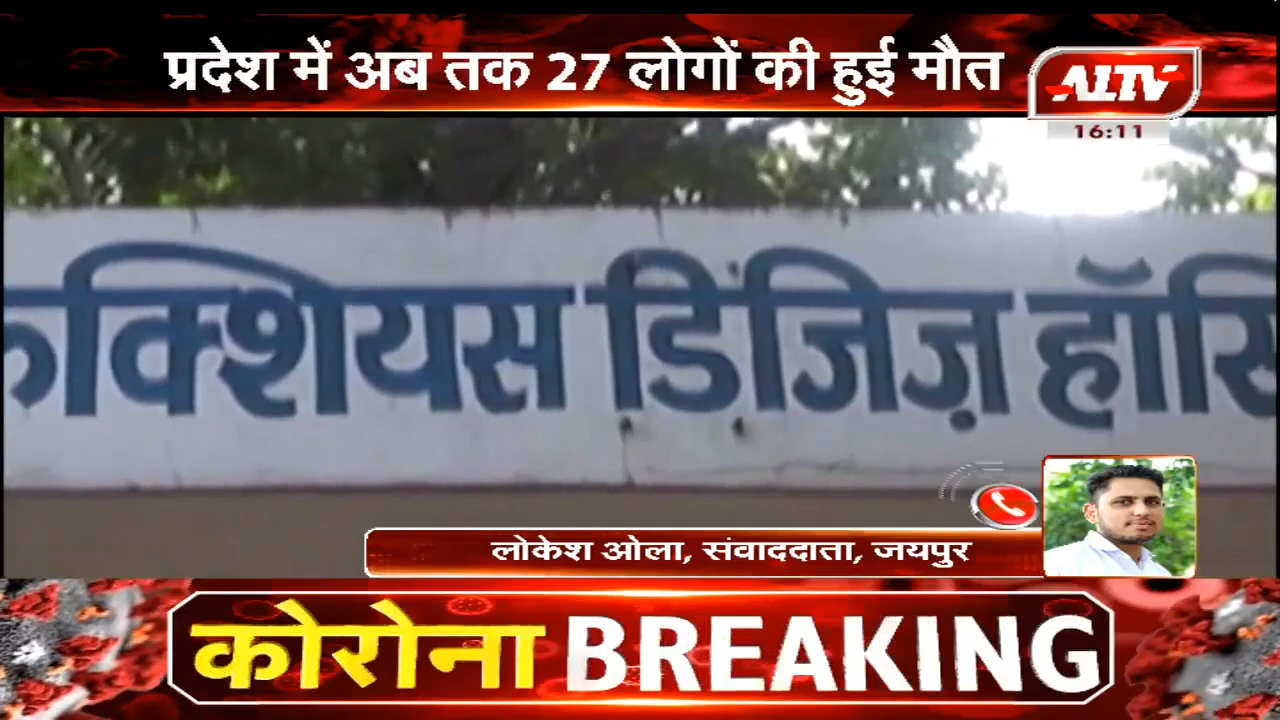 प्रदेश में अब तक 27 लोगों की हुई मौत
ALTV
16:11
क्शियस डिजिज़ हॉस्पि
लोकेश ओला, संवाददाता, जयपुर
कोरोना BREAKING